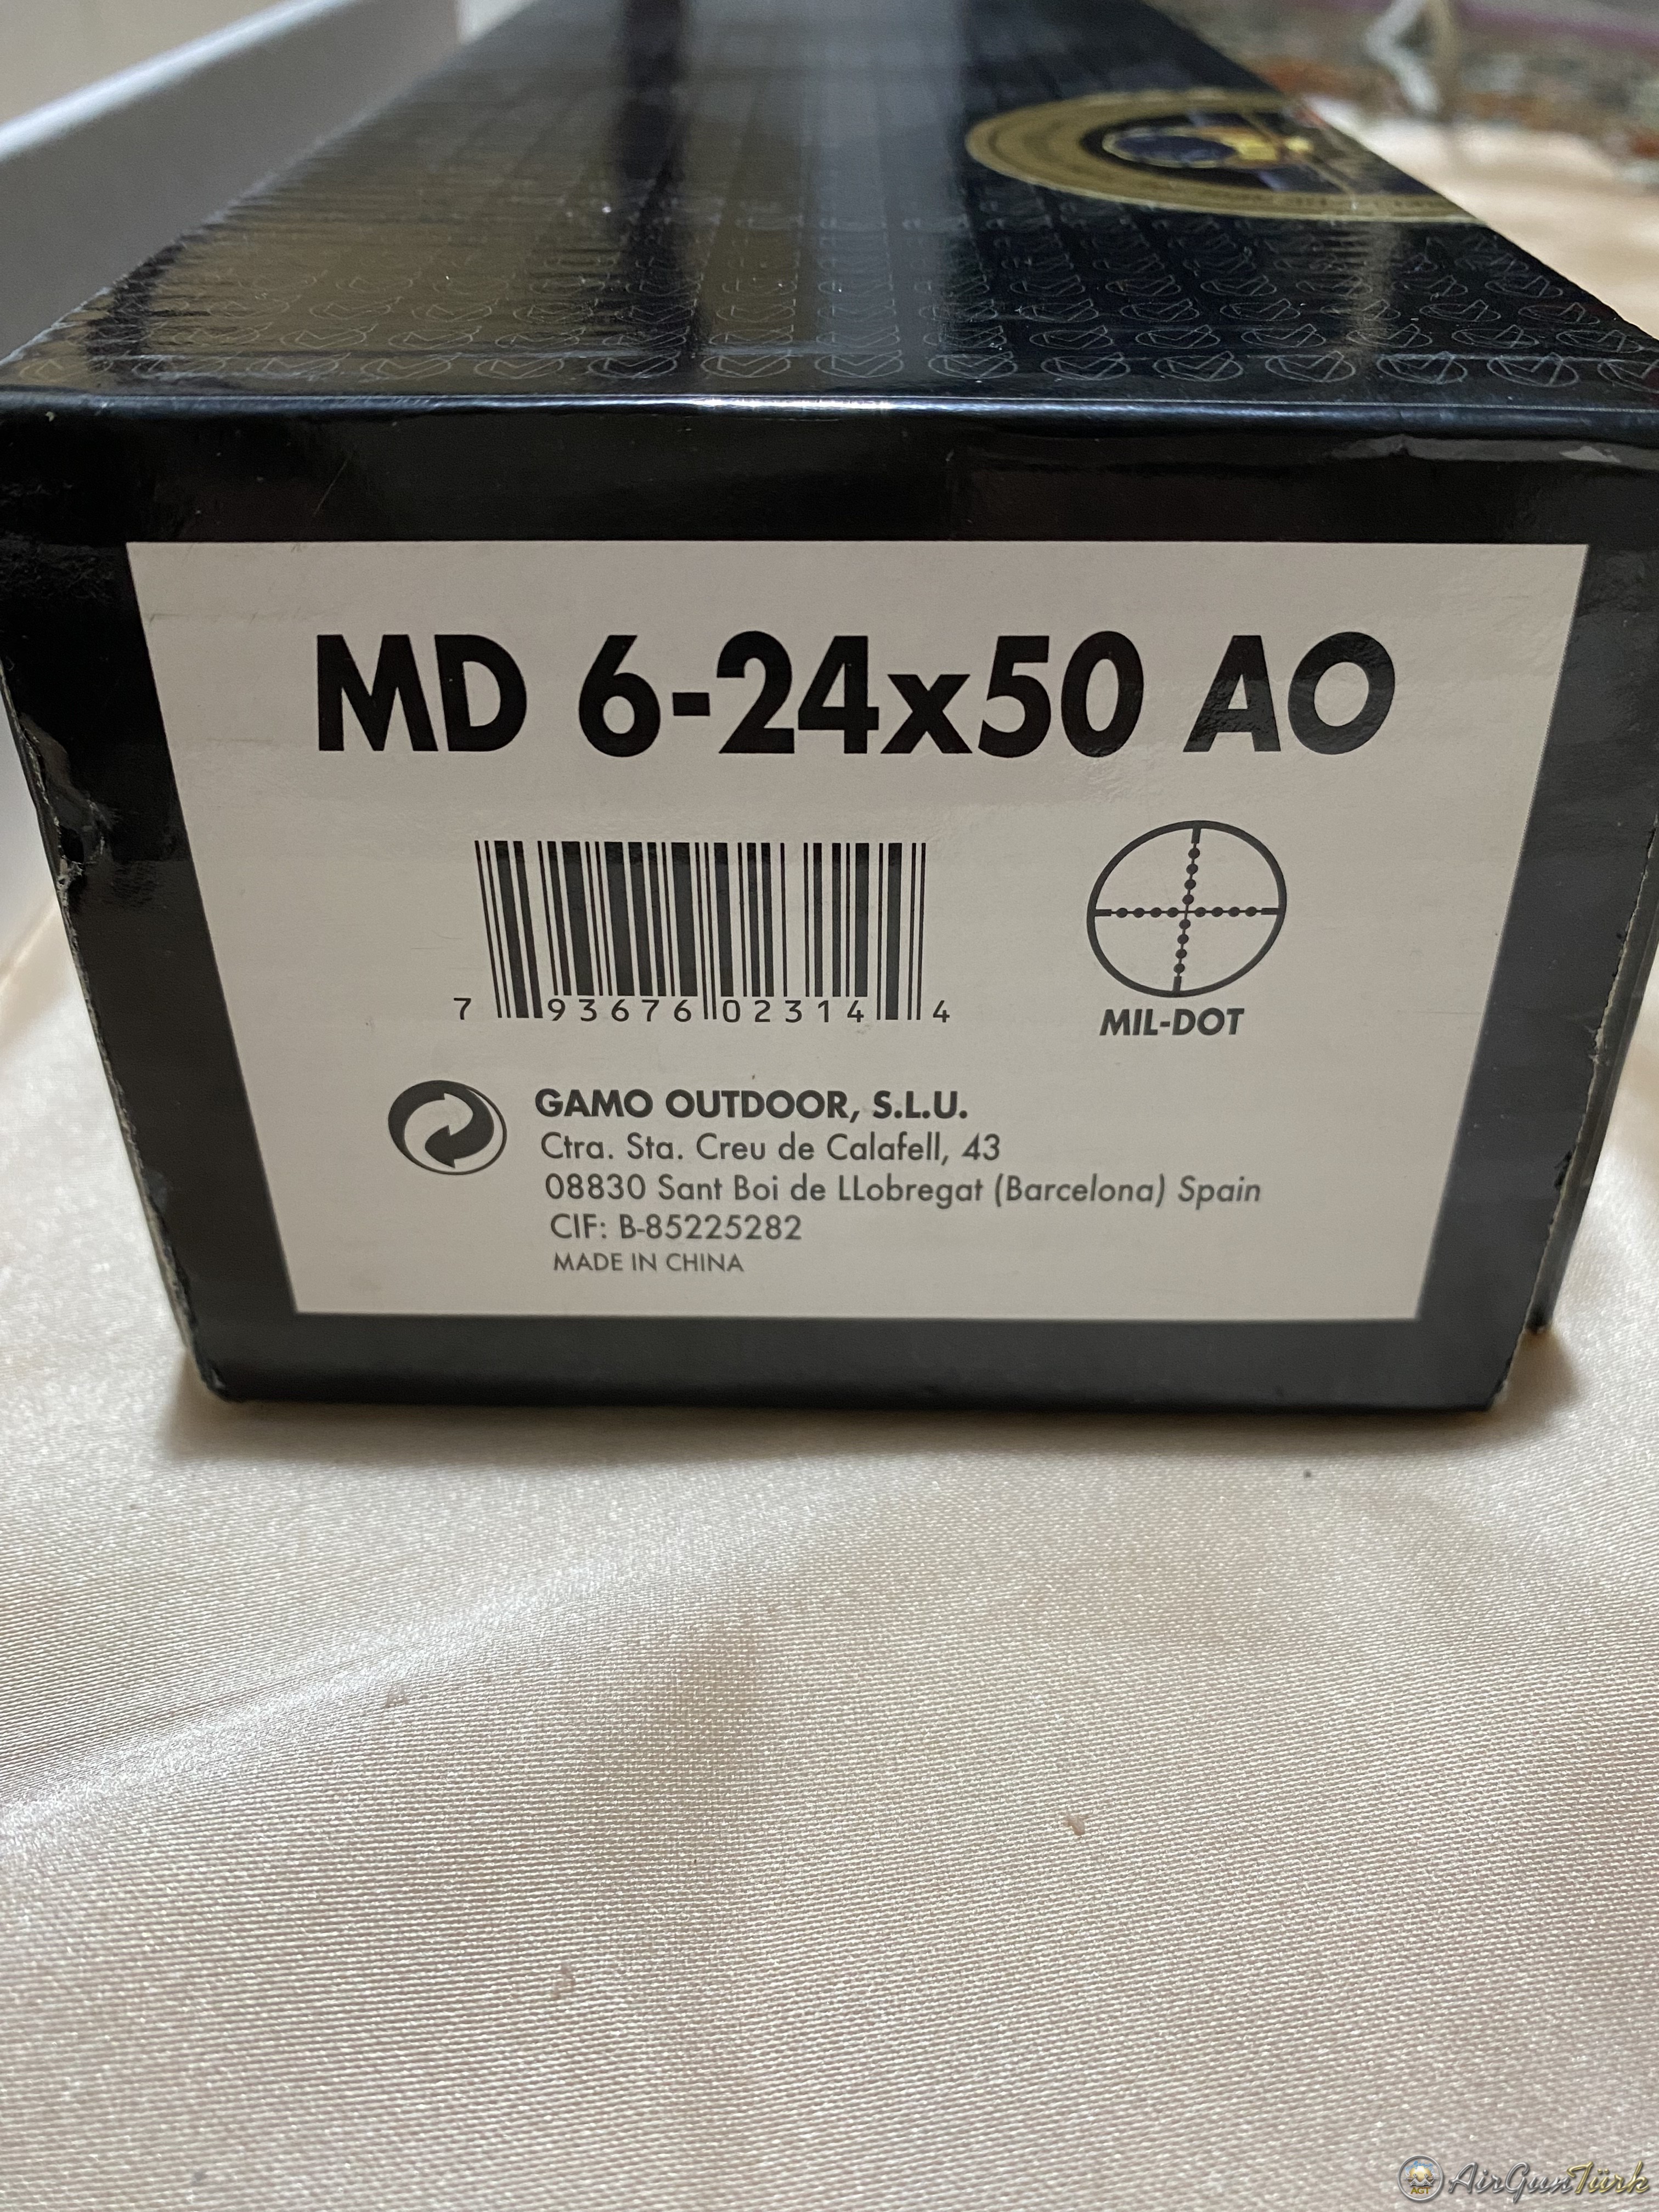 MD 6-24x50 AO
7 93676 02314 4
MIL-DOT
GAMO OUTDOOR, S.L.U.
Ctra. Sta. Creu de Calafell, 43
08830 Sant Boi de LLobregat (Barcelona) Spain
CIF: B-85225282
MADE IN CHINA
AirGunTürk